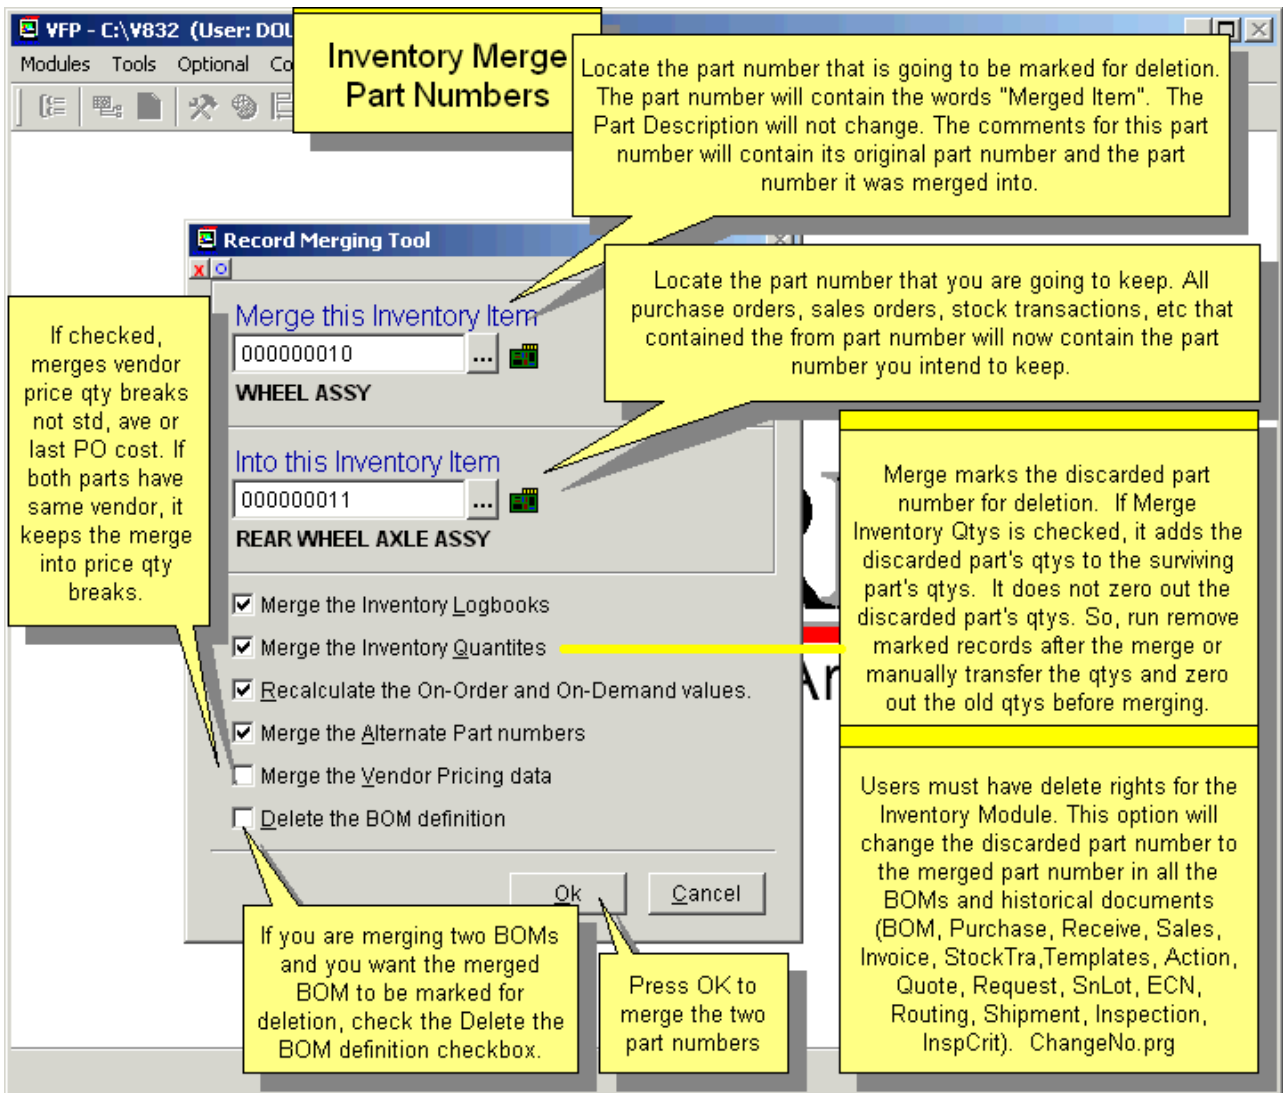 VFP - C:\V832 (User: DOU
Modules Tools Optional Co
Inventory Merge
Part Numbers
Locate the part number that is going to be marked for deletion.
The part number will contain the words "Merged Item". The
Part Description will not change. The comments for this part
number will contain its original part number and the part
number it was merged into.
Record Merging Tool
Locate the part number that you are going to keep. All
purchase orders, sales orders, stock transactions, etc that
contained the from part number will now contain the part
number you intend to keep.
If checked,
merges vendor
price qty breaks
not std, ave or
last PO cost. If
both parts have
same vendor, it
keeps the merge
into price qty
breaks.
Merge this Inventory Item
000000010
...
WHEEL ASSY
Into this Inventory Item
000000011
...
REAR WHEEL AXLE ASSY
Merge the Inventory Logbooks
Merge the Inventory Quantites
Recalculate the On-Order and On-Demand values.
Merge the Alternate Part numbers
Merge the Vendor Pricing data
Delete the BOM definition
Ok
Cancel
Merge marks the discarded part
number for deletion. If Merge
Inventory Qtys is checked, it adds the
discarded part's qtys to the surviving
part's qtys. It does not zero out the
discarded part's qtys. So, run remove
marked records after the merge or
manually transfer the qtys and zero
out the old qtys before merging.
Users must have delete rights for the
Inventory Module. This option will
change the discarded part number to
the merged part number in all the
BOMs and historical documents
(BOM, Purchase, Receive, Sales,
Invoice, StockTra,Templates, Action,
Quote, Request, SnLot, ECN,
Routing, Shipment, Inspection,
InspCrit). ChangeNo.prg
If you are merging two BOMs
and you want the merged
BOM to be marked for
deletion, check the Delete the
BOM definition checkbox.
Press OK to
merge the two
part numbers